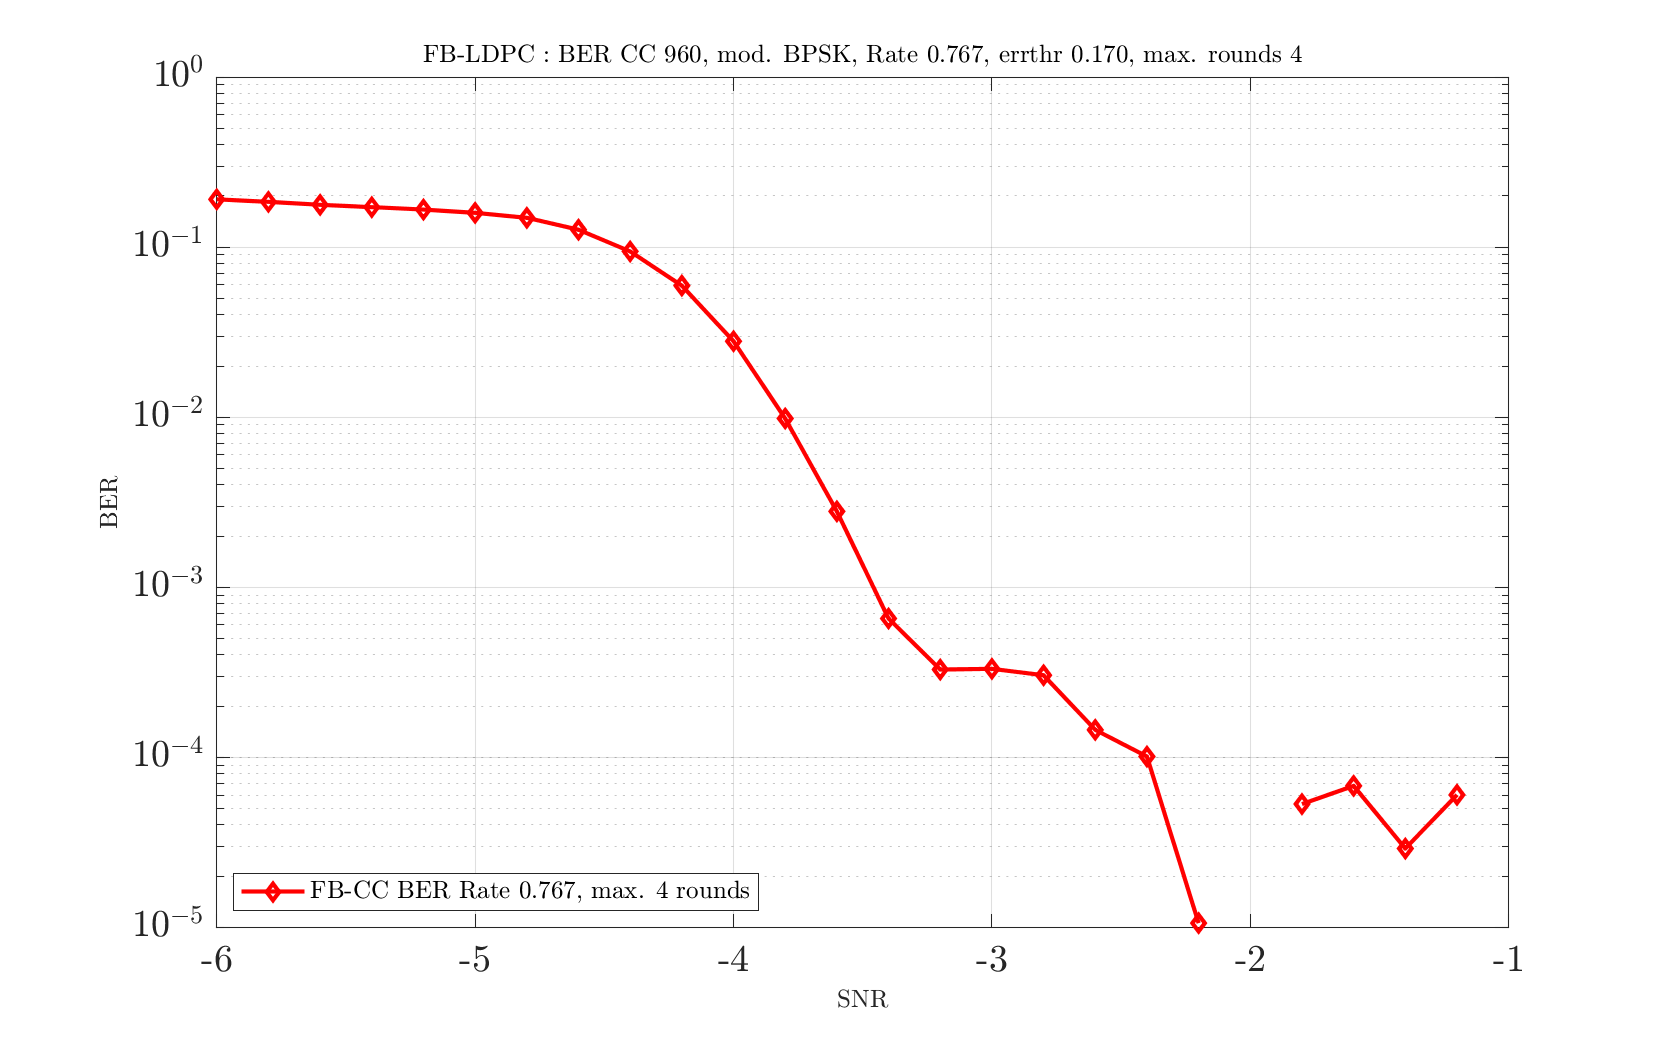 FB-LDPC : BER CC 960, mod. BPSK, Rate 0.767, errthr 0.170, max. rounds 4
10^0
10^-1
10^-2
10^-3
10^-4
10^-5
BER
FB-CC BER Rate 0.767, max. 4 rounds
-6 -5 -4 -3 -2 -1
SNR